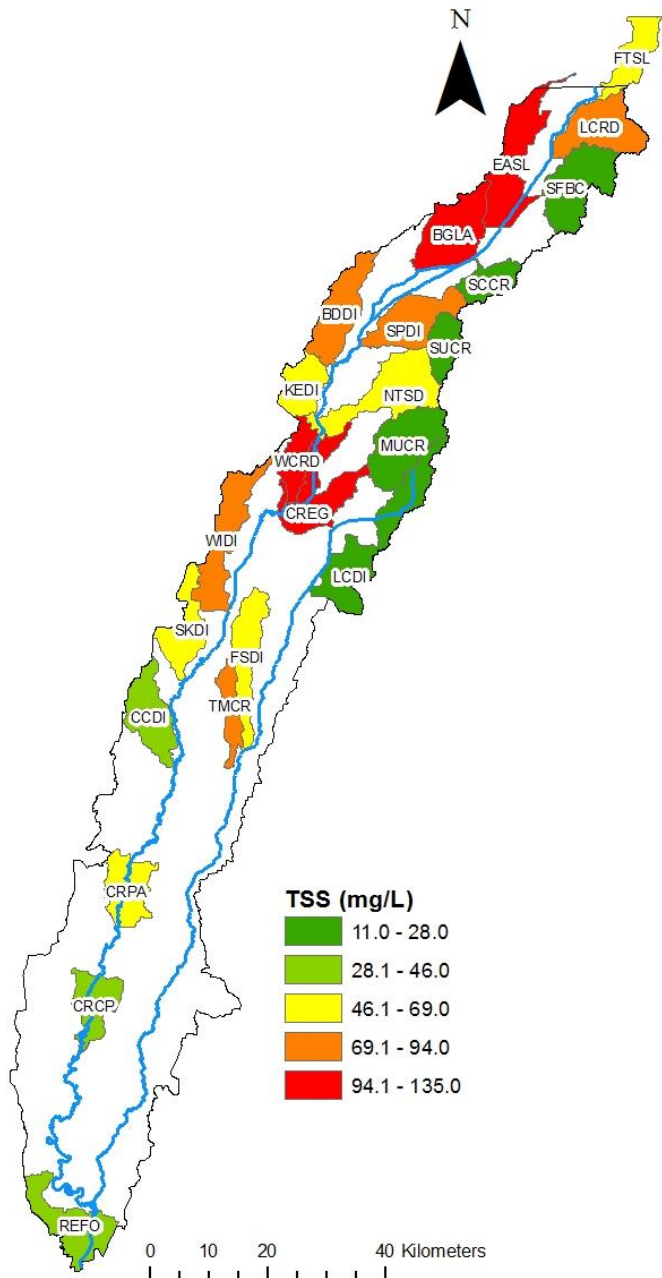 N
FTSL
LCRD
EASL
SFBC
BGLA
SCCR
BDDI
SPDI
SUCR
KEDI
NTSD
MUCR
WCRD
CREG
WIDI
LCDI
SKDI
FSDI
TMCR
CCDI
CRPA
TSS (mg/L)
11.0 - 28.0
28.1 - 46.0
46.1 - 69.0
69.1 - 94.0
94.1 - 135.0
CRCP
REFO
0 10 20 40 Kilometers